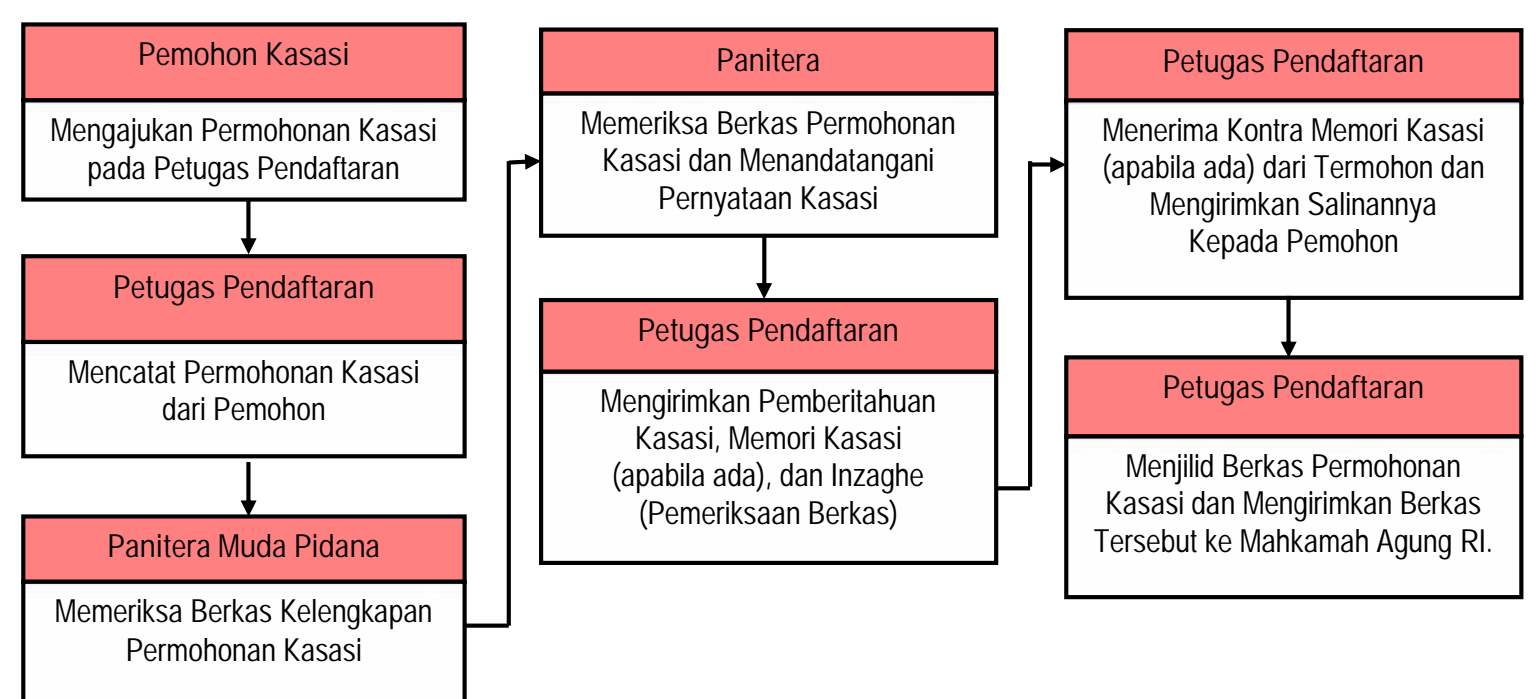 Pemohon Kasasi
Mengajukan Permohonan Kasasi
pada Petugas Pendaftaran
Petugas Pendaftaran
Mencatat Permohonan Kasasi
dari Pemohon
Panitera Muda Pidana
Memeriksa Berkas Kelengkapan
Permohonan Kasasi
Panitera
Memeriksa Berkas Permohonan
Kasasi dan Menandatangani
Pernyataan Kasasi
Petugas Pendaftaran
Mengirimkan Pemberitahuan
Kasasi, Memori Kasasi
(apabila ada), dan Inzaghe
(Pemeriksaan Berkas)
Petugas Pendaftaran
Menerima Kontra Memori Kasasi
(apabila ada) dari Termohon dan
Mengirimkan Salinannya
Kepada Pemohon
Petugas Pendaftaran
Menjilid Berkas Permohonan
Kasasi dan Mengirimkan Berkas
Tersebut ke Mahkamah Agung RI.